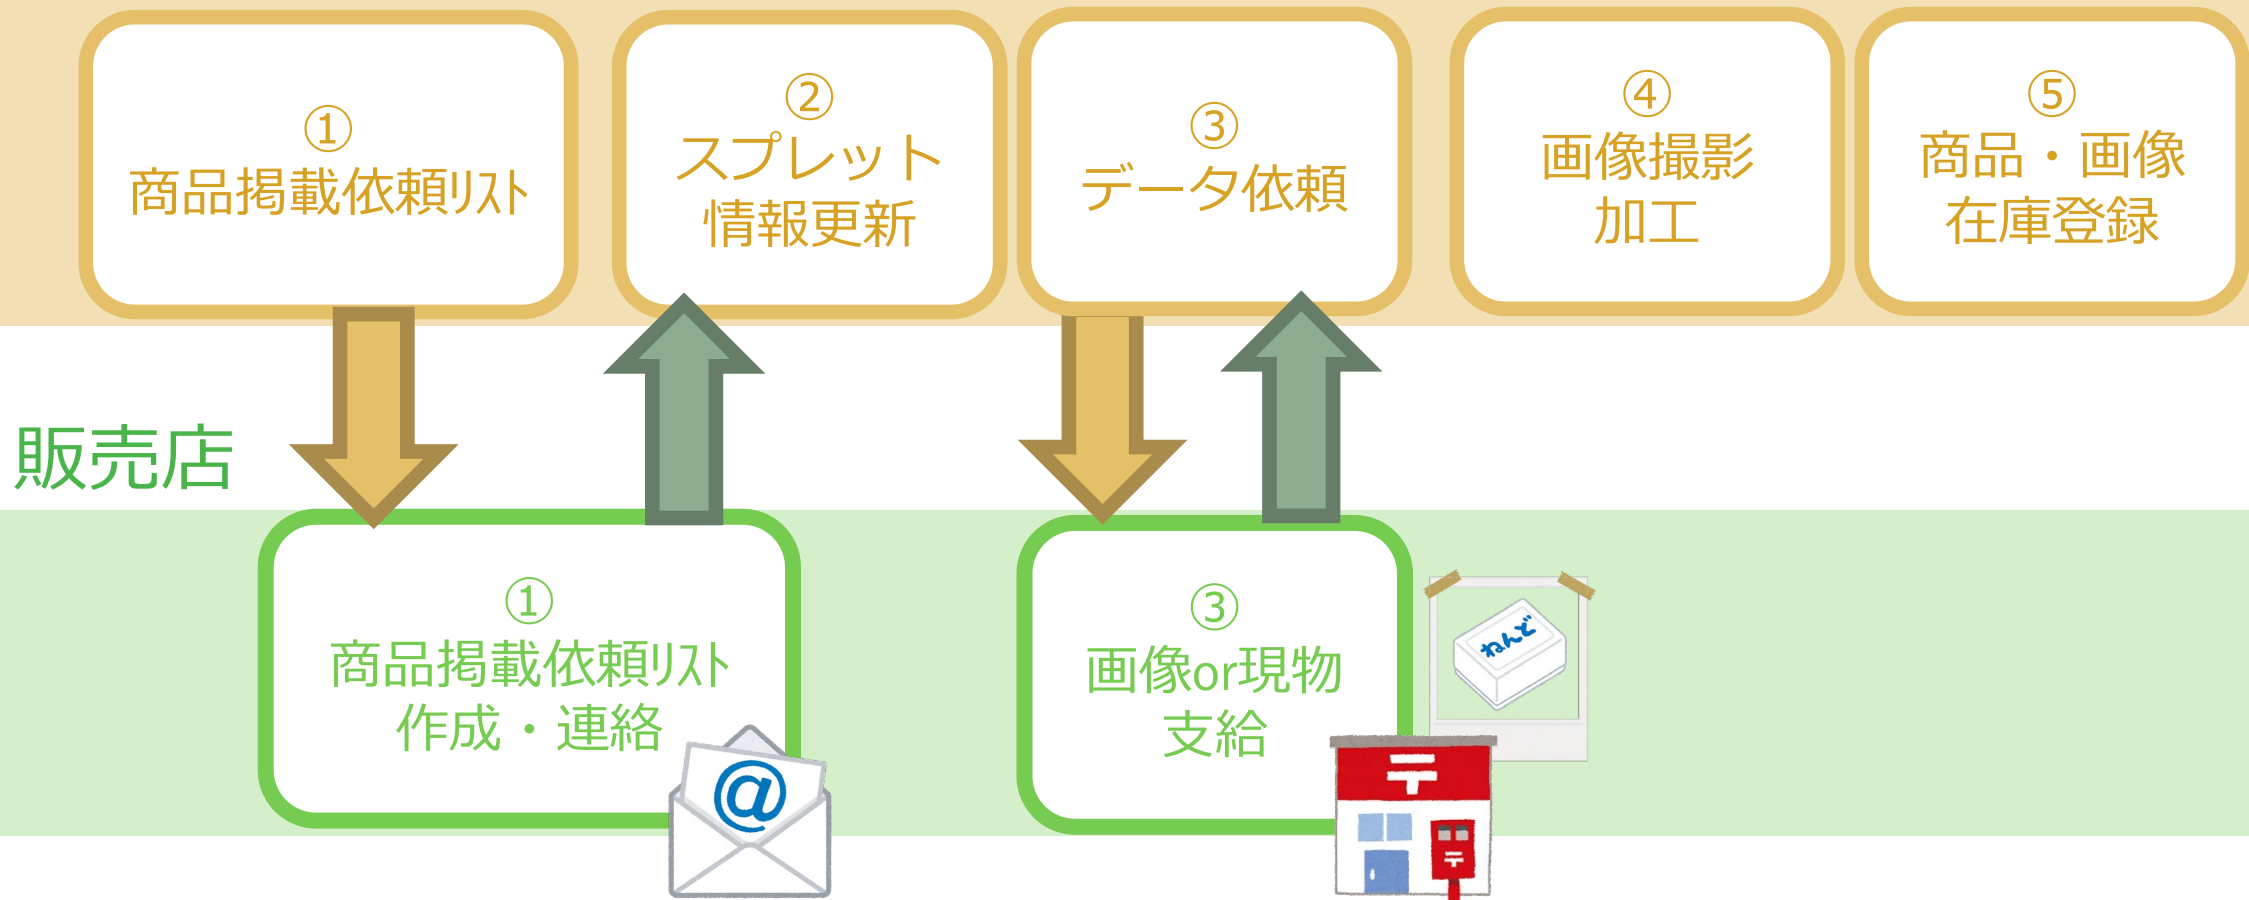 ①
商品掲載依頼ﾘｽﾄ
②
スプレット
情報更新
③
データ依頼
④
画像撮影
加工
⑤
商品・画像
在庫登録
販売店
①
商品掲載依頼ﾘｽﾄ
作成・連絡
@
③
画像or現物
支給
ねんど
〒
〒